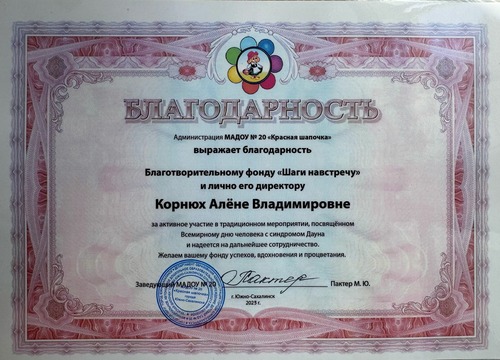 БЛАГОДАРНОСТЬ
Администрация МАДОУ № 20 «Красная шапочка»
выражает благодарность
Благотворительному фонду «Шаги навстречу»
и лично его директору
Корнюх Алёне Владимировне
за активное участие в традиционном мероприятии, посвящённом
Всемирному дню человека с синдромом Дауна
и надеется на дальнейшее сотрудничество.
Желаем вашему фонду успехов, вдохновения и процветания.
Заведующий МАДОУ № 20 Пактер Пактер М. Ю.
г. Южно-Сахалинск
2025 г.